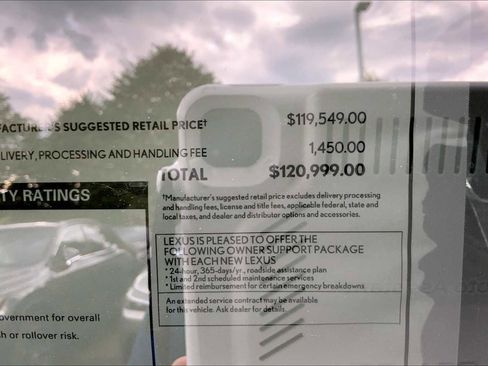 FACTURE'S SUGGESTED RETAIL PRICE† $119,549.00
LIVERY, PROCESSING AND HANDLING FEE 1,450.00
TOTAL $120,999.00
†Manufacturer's suggested retail price excludes delivery processing
and handling fees, license and title fees, applicable federal, state and
local taxes, and dealer and distributor options and accessories.
TY RATINGS
LEXUS IS PLEASED TO OFFER THE
FOLLOWING OWNER SUPPORT PACKAGE
WITH EACH NEW LEXUS
* 24-hour, 365-days/yr., roadside assistance plan
* 1st and 2nd scheduled maintenance services
* Limited reimbursement for certain emergency breakdowns
An extended service contract may be available
for this vehicle. Ask dealer for details.
overnment for overall
sh or rollover risk.